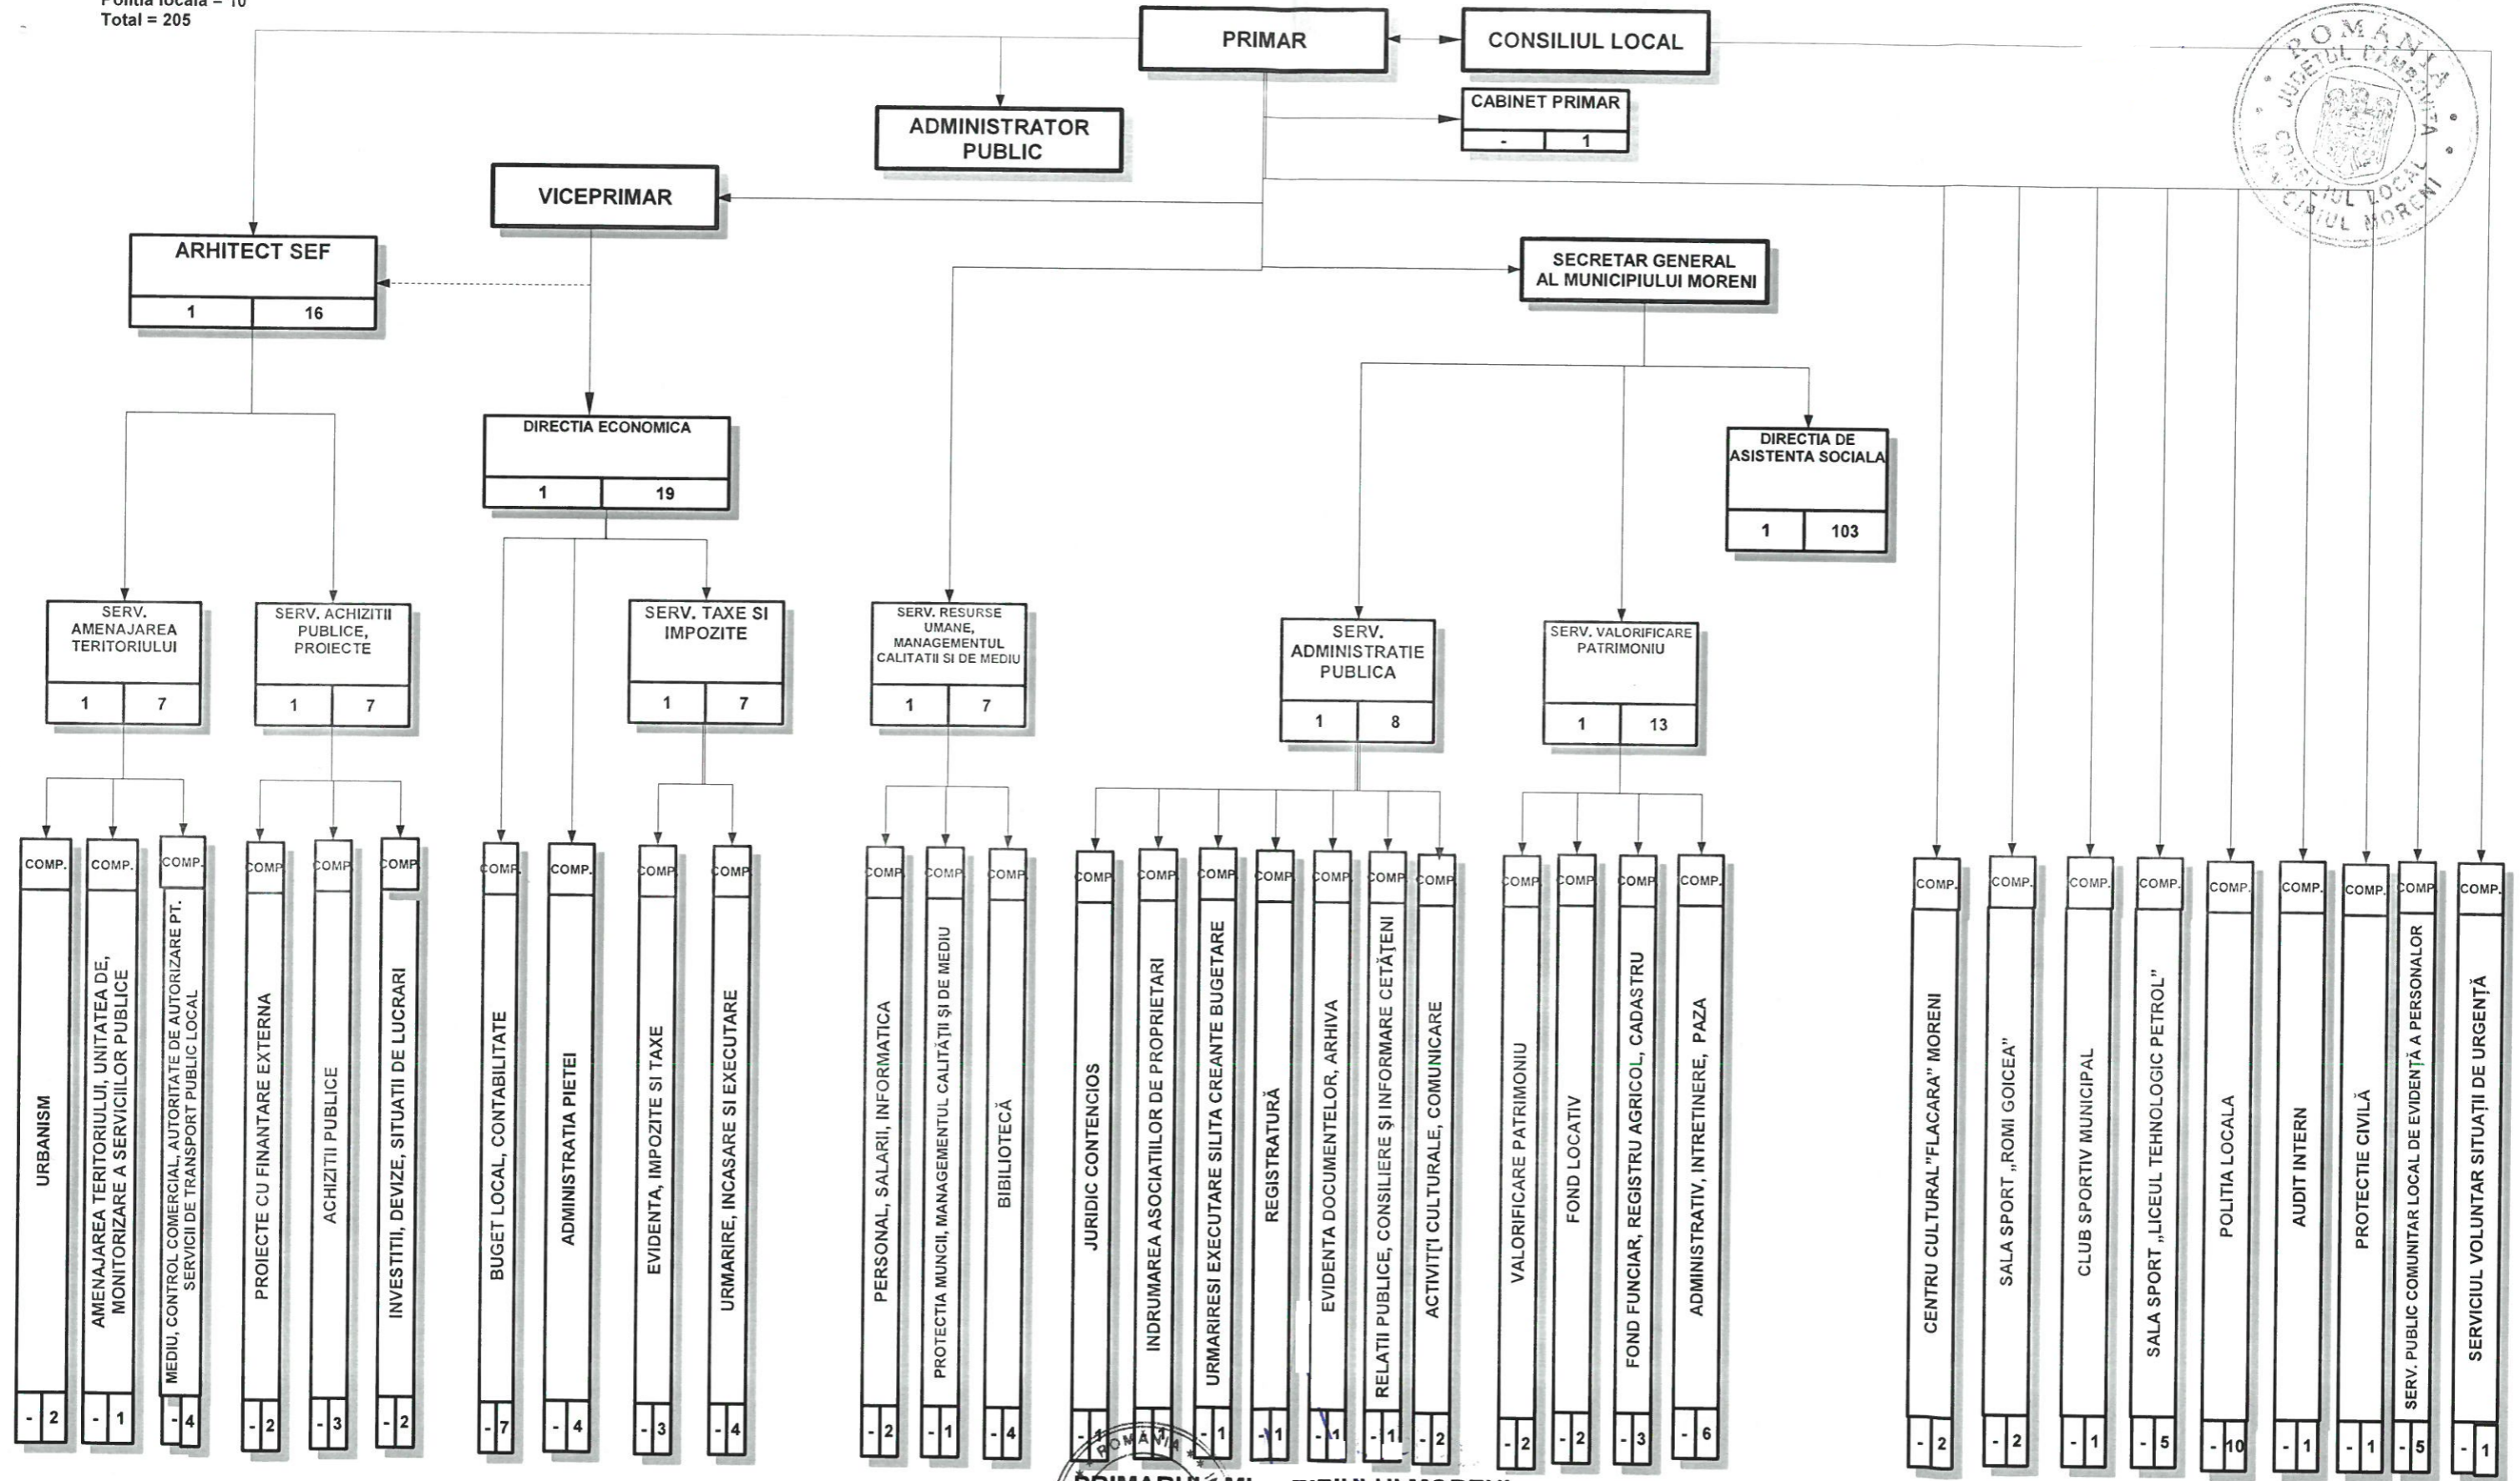 Politia locala = 10
Total = 205
PRIMAR
CONSILIUL LOCAL
CABINET PRIMAR
- 1
ADMINISTRATOR
PUBLIC
VICEPRIMAR
ARHITECT SEF
1 16
SECRETAR GENERAL
AL MUNICIPIULUI MORENI
DIRECTIA ECONOMICA
1 19
DIRECTIA DE
ASISTENTA SOCIALA
1 103
SERV.
AMENAJAREA
TERITORIULUI
1 7
SERV. ACHIZITII
PUBLICE,
PROIECTE
1 7
SERV. TAXE SI
IMPOZITE
1 7
SERV. RESURSE
UMANE,
MANAGEMENTUL
CALITATII SI DE MEDIU
1 7
SERV.
ADMINISTRATIE
PUBLICA
1 8
SERV. VALORIFICARE
PATRIMONIU
1 13
COMP.
URBANISM
- 2
COMP.
AMENAJAREA TERITORIULUI, UNITATEA DE,
MONITORIZARE A SERVICIILOR PUBLICE
- 1
COMP.
MEDIU, CONTROL COMERCIAL, AUTORITATE DE AUTORIZARE PT.
SERVICII DE TRANSPORT PUBLIC LOCAL
- 4
COMP
PROIECTE CU FINANTARE EXTERNA
- 2
COMP
ACHIZITII PUBLICE
- 3
COMP
INVESTITII, DEVIZE, SITUATII DE LUCRARI
- 2
COMP.
BUGET LOCAL, CONTABILITATE
- 7
COMP.
ADMINISTRATIA PIETEI
- 4
COMP.
EVIDENTA, IMPOZITE SI TAXE
- 3
COMP.
URMARIRE, INCASARE SI EXECUTARE
- 4
COMP
PERSONAL, SALARII, INFORMATICA
- 2
COMP
PROTECTIA MUNCII, MANAGEMENTUL CALITĂȚII ȘI DE MEDIU
- 1
COMP.
BIBLIOTECĂ
- 4
COMP
JURIDIC CONTENCIOS
- 1
COMP
INDRUMAREA ASOCIATIILOR DE PROPRIETARI
1
COMP
URMARIRESI EXECUTARE SILITA CREANTE BUGETARE
- 1
COMP
REGISTRATURĂ
- 1
COMP
EVIDENTA DOCUMENTELOR, ARHIVA
- 1
COMP
RELATII PUBLICE, CONSILIERE ȘI INFORMARE CETĂȚENI
- 1
COMP
ACTIVIT['I CULTURALE, COMUNICARE
- 2
COMP
VALORIFICARE PATRIMONIU
- 2
COMP.
FOND LOCATIV
- 2
COMP
FOND FUNCIAR, REGISTRU AGRICOL, CADASTRU
- 3
COMP.
ADMINISTRATIV, INTRETINERE, PAZA
- 6
COMP.
CENTRU CULTURAL "FLACARA" MORENI
- 2
COMP.
SALA SPORT „ROMI GOICEA”
- 2
COMP.
CLUB SPORTIV MUNICIPAL
- 1
COMP.
SALA SPORT „LICEUL TEHNOLOGIC PETROL”
- 5
COMP.
POLITIA LOCALA
- 10
COMP.
AUDIT INTERN
- 1
COMP.
PROTECTIE CIVILĂ
- 1
COMP
SERV. PUBLIC COMUNITAR LOCAL DE EVIDENȚĂ A PERSONALOR
- 5
COMP.
SERVICIUL VOLUNTAR SITUAȚII DE URGENȚĂ
- 1
ROMÂNIA
JUDEȚUL DÂMBOVIȚA
CONSILIUL LOCAL
MUNICIPIUL MORENI
ROMÂNIA